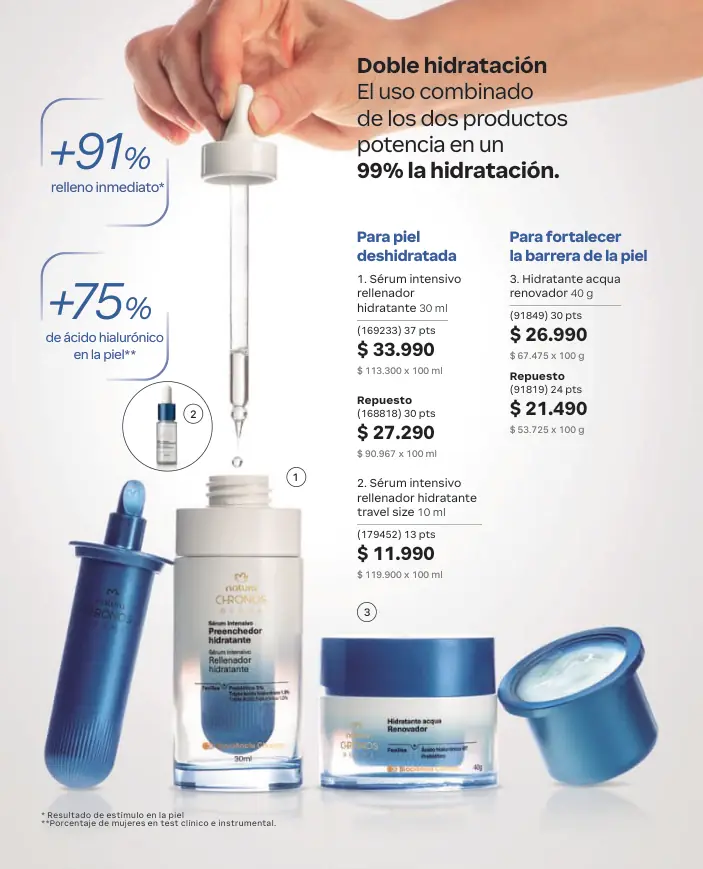 Doble hidratación
El uso combinado
de los dos productos
potencia en un
99% la hidratación.
+91%
relleno inmediato*
+75%
de ácido hialurónico
en la piel**
Para piel
deshidratada
1. Sérum intensivo
rellenador
hidratante 30 ml
(169233) 37 pts
$ 33.990
$ 113.300 x 100 ml
Repuesto
(168818) 30 pts
$ 27.290
$ 90.967 x 100 ml
2. Sérum intensivo
rellenador hidratante
travel size 10 ml
(179452) 13 pts
$ 11.990
$ 119.900 x 100 ml
Para fortalecer
la barrera de la piel
3. Hidratante acqua
renovador 40 g
(91849) 30 pts
$ 26.990
$ 67.475 x 100 g
Repuesto
(91819) 24 pts
$ 21.490
$ 53.725 x 100 g
2
1
3
natura
CHRONOS
natura
CHRONOS
DERMA
Sérum Intensivo
Preenchedor
hidratante
Sérum intensivo
Rellenador
hidratante
30ml
Hidratante acqua
Renovador
CHRONOS
40g
* Resultado de estímulo en la piel
**Porcentaje de mujeres en test clínico e instrumental.